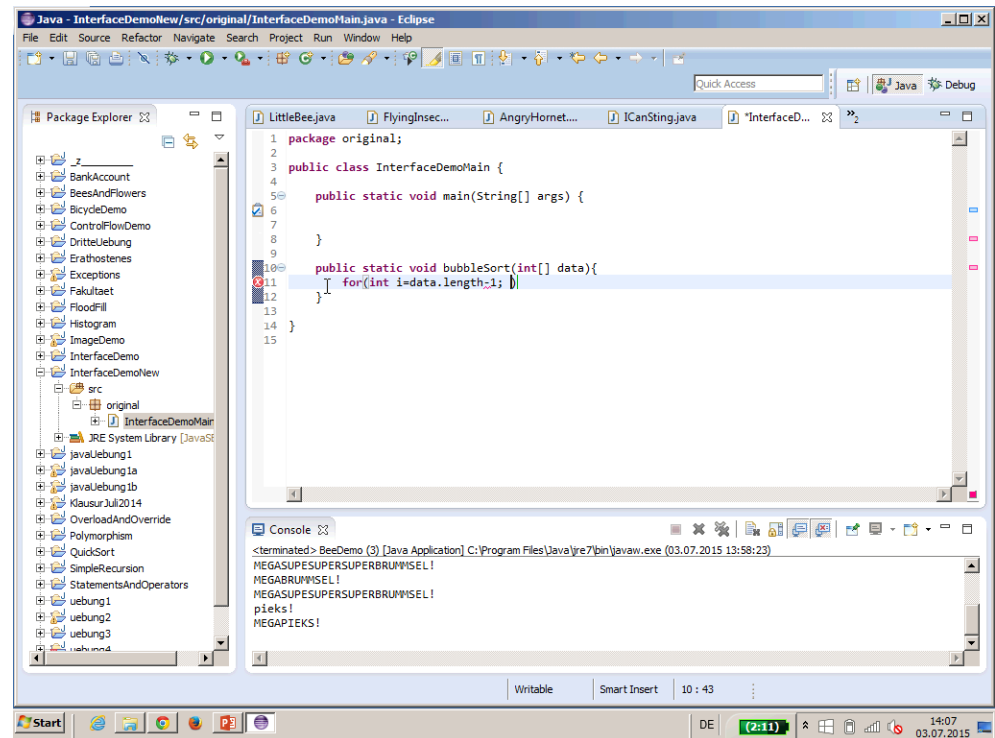 Java - InterfaceDemoNew/src/original/InterfaceDemoMain.java - Eclipse
File Edit Source Refactor Navigate Search Project Run Window Help
Quick Access
Java
Debug
Package Explorer
_z_________
BankAccount
BeesAndFlowers
BicycleDemo
ControlFlowDemo
DritteUebung
Erathostenes
Exceptions
Fakultaet
FloodFill
Histogram
ImageDemo
InterfaceDemo
InterfaceDemoNew
src
original
InterfaceDemoMain
JRE System Library [JavaSE
javaUebung1
javaUebung1a
javaUebung1b
KlausurJuli2014
OverloadAndOverride
Polymorphism
QuickSort
SimpleRecursion
StatementsAndOperators
uebung1
uebung2
uebung3
uebung4
LittleBee.java FlyingInsec... AngryHornet.... ICanSting.java *InterfaceD... »2
1 package original;
2
3 public class InterfaceDemoMain {
4
5 public static void main(String[] args) {
6
7
8 }
9
10 public static void bubbleSort(int[] data){
11 for(int i=data.length-1; )
12 }
13
14 }
15
Console
<terminated> BeeDemo (3) [Java Application] C:\Program Files\Java\jre7\bin\javaw.exe (03.07.2015 13:58:23)
MEGASUPESUPERSUPERBRUMMSEL!
MEGABRUMMSEL!
MEGASUPESUPERSUPERBRUMMSEL!
pieks!
MEGAPIEKS!
Writable Smart Insert 10 : 43
Start
DE (2:11) 14:07
03.07.2015